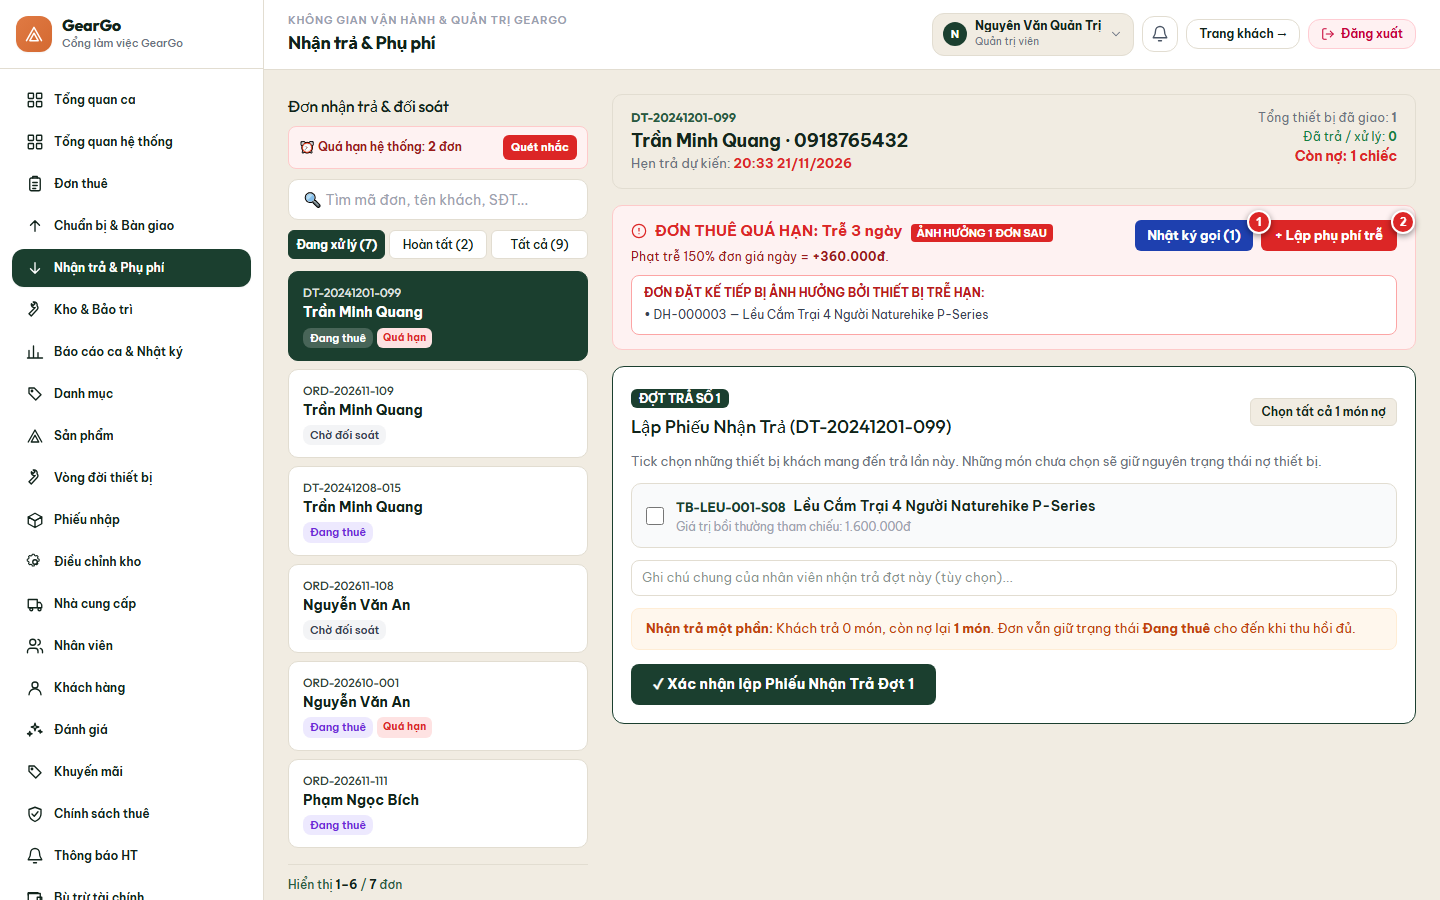 GearGo
Cổng làm việc GearGo
Tổng quan ca
Tổng quan hệ thống
Đơn thuê
Chuẩn bị & Bàn giao
Nhận trả & Phụ phí
Kho & Bảo trì
Báo cáo ca & Nhật ký
Danh mục
Sản phẩm
Vòng đời thiết bị
Phiếu nhập
Điều chỉnh kho
Nhà cung cấp
Nhân viên
Khách hàng
Đánh giá
Khuyến mãi
Chính sách thuê
Thông báo HT
Bù trừ tài chính
KHÔNG GIAN VẬN HÀNH & QUẢN TRỊ GEARGO
Nhận trả & Phụ phí
N
Nguyễn Văn Quản Trị
Quản trị viên
Trang khách →
Đăng xuất
Đơn nhận trả & đối soát
Quá hạn hệ thống: 2 đơn
Quét nhắc
Tìm mã đơn, tên khách, SĐT...
Đang xử lý (7)
Hoàn tất (2)
Tất cả (9)
DT-20241201-099
Trần Minh Quang
Đang thuê
Quá hạn
ORD-202611-109
Trần Minh Quang
Chờ đối soát
DT-20241208-015
Trần Minh Quang
Đang thuê
ORD-202611-108
Nguyễn Văn An
Chờ đối soát
ORD-202610-001
Nguyễn Văn An
Đang thuê
Quá hạn
ORD-202611-111
Phạm Ngọc Bích
Đang thuê
Hiển thị 1–6 / 7 đơn
DT-20241201-099
Trần Minh Quang · 0918765432
Hẹn trả dự kiến: 20:33 21/11/2026
Tổng thiết bị đã giao: 1
Đã trả / xử lý: 0
Còn nợ: 1 chiếc
ĐƠN THUÊ QUÁ HẠN: Trễ 3 ngày
ẢNH HƯỞNG 1 ĐƠN SAU
Phạt trễ 150% đơn giá ngày = +360.000đ.
Nhật ký gọi (1)
1
+ Lập phụ phí trễ
2
ĐƠN ĐẶT KẾ TIẾP BỊ ẢNH HƯỞNG BỞI THIẾT BỊ TRỄ HẠN:
• DH-000003 — Lều Cắm Trại 4 Người Naturehike P-Series
ĐỢT TRẢ SỐ 1
Lập Phiếu Nhận Trả (DT-20241201-099)
Chọn tất cả 1 món nợ
Tick chọn những thiết bị khách mang đến trả lần này. Những món chưa chọn sẽ giữ nguyên trạng thái nợ thiết bị.
TB-LEU-001-S08 Lều Cắm Trại 4 Người Naturehike P-Series
Giá trị bồi thường tham chiếu: 1.600.000đ
Ghi chú chung của nhân viên nhận trả đợt này (tùy chọn)...
Nhận trả một phần: Khách trả 0 món, còn nợ lại 1 món. Đơn vẫn giữ trạng thái Đang thuê cho đến khi thu hồi đủ.
✓ Xác nhận lập Phiếu Nhận Trả Đợt 1